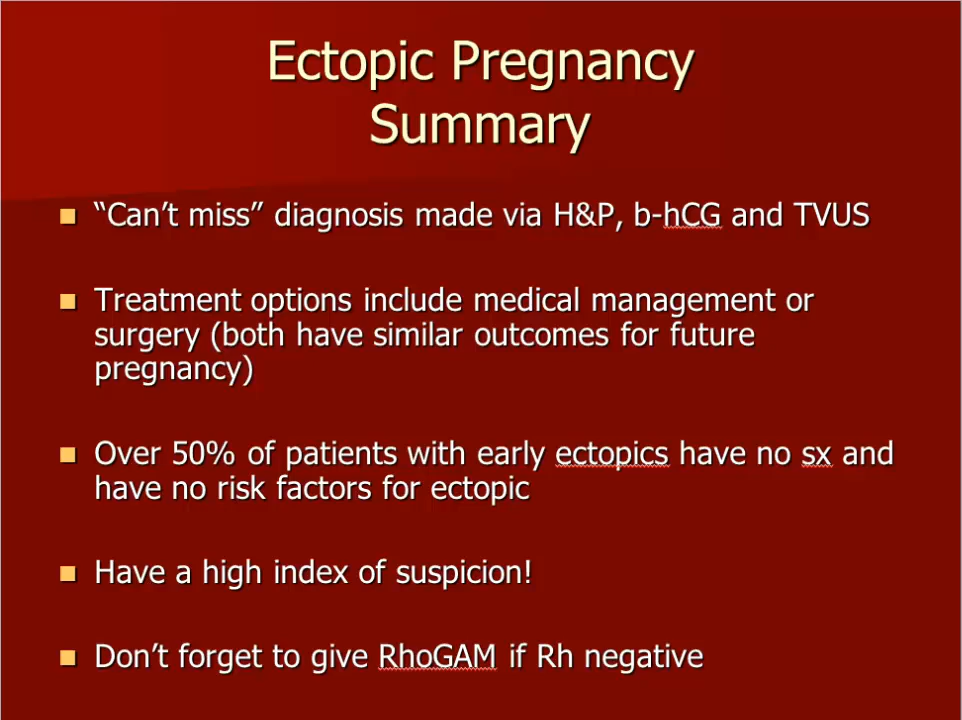 Ectopic Pregnancy
Summary
■ “Can’t miss” diagnosis made via H&P, b-hCG and TVUS
■ Treatment options include medical management or
surgery (both have similar outcomes for future
pregnancy)
■ Over 50% of patients with early ectopics have no sx and
have no risk factors for ectopic
■ Have a high index of suspicion!
■ Don’t forget to give RhoGAM if Rh negative